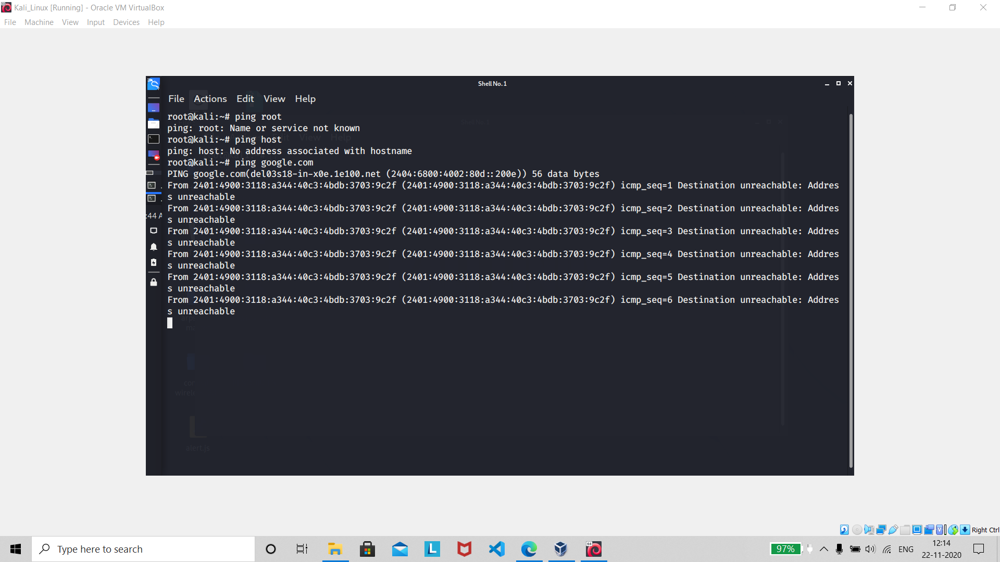 Kali_Linux [Running] - Oracle VM VirtualBox
File Machine View Input Devices Help
Shell No. 1
File Actions Edit View Help
root@kali:~# ping root
ping: root: Name or service not known
root@kali:~# ping host
ping: host: No address associated with hostname
root@kali:~# ping google.com
PING google.com(del03s18-in-x0e.1e100.net (2404:6800:4002:80d::200e)) 56 data bytes
From 2401:4900:3118:a344:40c3:4bdb:3703:9c2f (2401:4900:3118:a344:40c3:4bdb:3703:9c2f) icmp_seq=1 Destination unreachable: Addres
s unreachable
From 2401:4900:3118:a344:40c3:4bdb:3703:9c2f (2401:4900:3118:a344:40c3:4bdb:3703:9c2f) icmp_seq=2 Destination unreachable: Addres
s unreachable
From 2401:4900:3118:a344:40c3:4bdb:3703:9c2f (2401:4900:3118:a344:40c3:4bdb:3703:9c2f) icmp_seq=3 Destination unreachable: Addres
s unreachable
From 2401:4900:3118:a344:40c3:4bdb:3703:9c2f (2401:4900:3118:a344:40c3:4bdb:3703:9c2f) icmp_seq=4 Destination unreachable: Addres
s unreachable
From 2401:4900:3118:a344:40c3:4bdb:3703:9c2f (2401:4900:3118:a344:40c3:4bdb:3703:9c2f) icmp_seq=5 Destination unreachable: Addres
s unreachable
From 2401:4900:3118:a344:40c3:4bdb:3703:9c2f (2401:4900:3118:a344:40c3:4bdb:3703:9c2f) icmp_seq=6 Destination unreachable: Addres
s unreachable
:44 A
alert.js
Right Ctrl
Type here to search
97%
ENG
12:14
22-11-2020